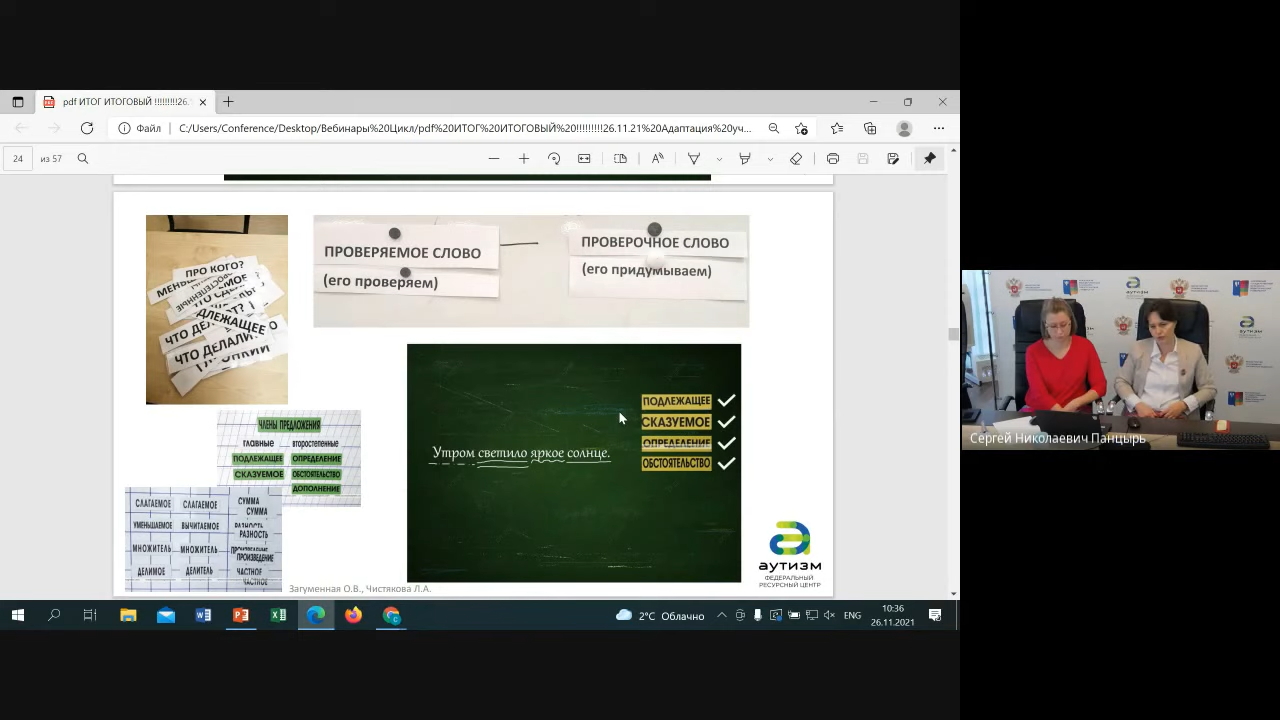 pdf ИТОГ ИТОГОВЫЙ !!!!!!!!!26.
Файл
C:/Users/Conference/Desktop/Вебинары%20Цикл/pdf%20ИТОГ%20ИТОГОВЫЙ%20!!!!!!!!!26.11.21%20Адаптация%20уч...
24 из 57
ПРО КОГО?
ЧТО ДЕЛАЛИ
ПРОВЕРЯЕМОЕ СЛОВО
(его проверяем)
ПРОВЕРОЧНОЕ СЛОВО
(его придумываем)
ЧЛЕНЫ ПРЕДЛОЖЕНИЯ
главные второстепенные
ПОДЛЕЖАЩЕЕ ОПРЕДЕЛЕНИЕ
СКАЗУЕМОЕ ОБСТОЯТЕЛЬСТВО
ДОПОЛНЕНИЕ
СЛАГАЕМОЕ СЛАГАЕМОЕ СУММА
СУММА
УМЕНЬШАЕМОЕ ВЫЧИТАЕМОЕ РАЗНОСТЬ
РАЗНОСТЬ
МНОЖИТЕЛЬ МНОЖИТЕЛЬ
ПРОИЗВЕДЕНИЕ
ДЕЛИМОЕ ДЕЛИТЕЛЬ ЧАСТНОЕ
ЧАСТНОЕ
Утром светило яркое солнце.
ПОДЛЕЖАЩЕЕ
СКАЗУЕМОЕ
ОПРЕДЕЛЕНИЕ
ОБСТОЯТЕЛЬСТВО
аутизм
ФЕДЕРАЛЬНЫЙ
РЕСУРСНЫЙ ЦЕНТР
Загуменная О.В., Чистякова Л.А.
2°C Облачно
ENG
10:36
26.11.2021
аутизм
Сергей Николаевич Панцырь